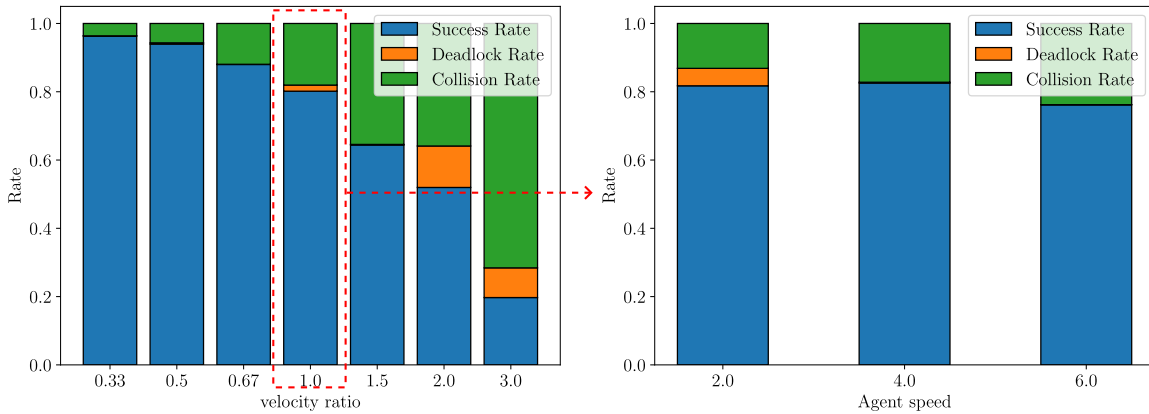 1.0
0.8
0.6
0.4
0.2
0.0
Rate
0.33 0.5 0.67 1.0 1.5 2.0 3.0
velocity ratio
Success Rate
Deadlock Rate
Collision Rate
1.0
0.8
0.6
0.4
0.2
0.0
Rate
2.0 4.0 6.0
Agent speed
Success Rate
Deadlock Rate
Collision Rate